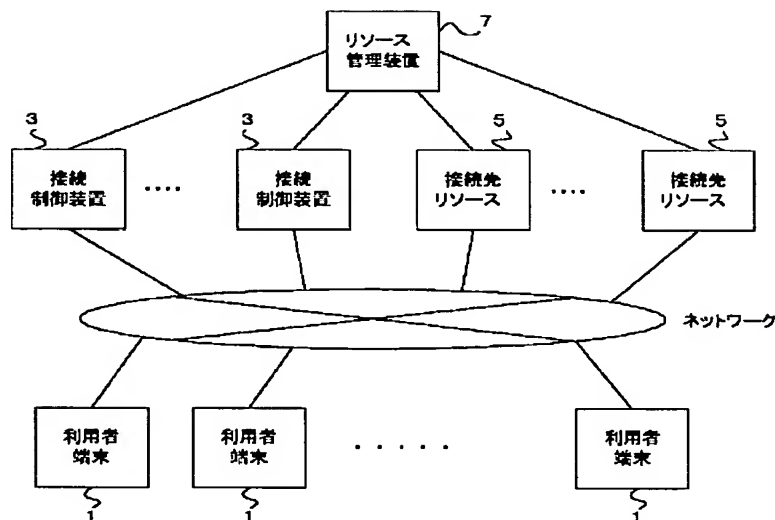 7
リソース
管理装置
3
3
5
5
接続
制御装置
・・・・
接続
制御装置
接続先
リソース
・・・・
接続先
リソース
ネットワーク
利用者
端末
利用者
端末
・・・・・
利用者
端末
1
1
1